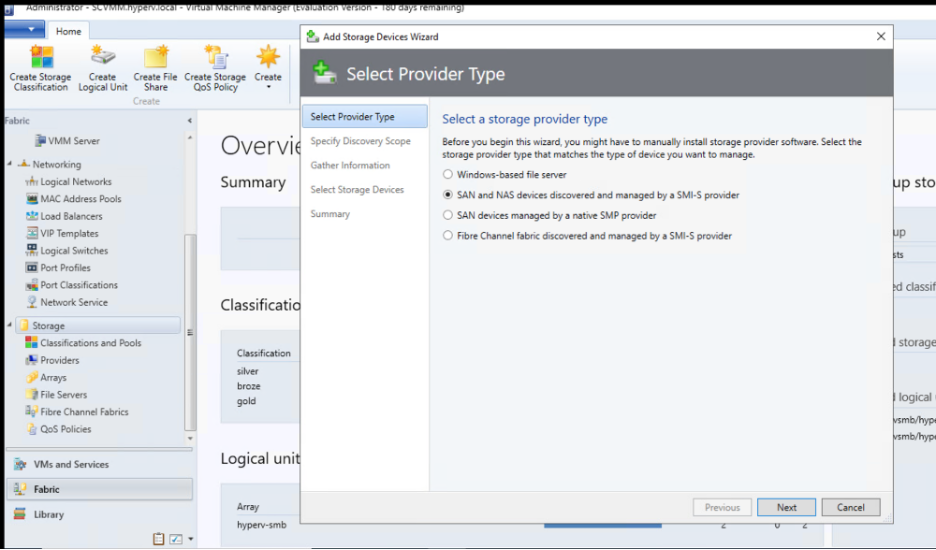 Administrator - SCVMM.hyperv.local - Virtual Machine Manager (Evaluation Version - 180 days remaining)
Home
Create Storage Classification
Create Logical Unit
Create File Share
Create Storage QoS Policy
Create
Create
Fabric
VMM Server
Networking
Logical Networks
MAC Address Pools
Load Balancers
VIP Templates
Logical Switches
Port Profiles
Port Classifications
Network Service
Storage
Classifications and Pools
Providers
Arrays
File Servers
Fibre Channel Fabrics
QoS Policies
VMs and Services
Fabric
Library
Overvie
Summary
Classificatio
Classification
silver
broze
gold
Logical unit
Array
hyperv-smb
Add Storage Devices Wizard
Select Provider Type
Select Provider Type
Specify Discovery Scope
Gather Information
Select Storage Devices
Summary
Select a storage provider type
Before you begin this wizard, you might have to manually install storage provider software. Select the
storage provider type that matches the type of device you want to manage.
Windows-based file server
SAN and NAS devices discovered and managed by a SMI-S provider
SAN devices managed by a native SMP provider
Fibre Channel fabric discovered and managed by a SMI-S provider
Previous
Next
Cancel
up sto
up
sts
ed classif
storage
logical
vsmb/hype
vsmb/hype
2 0 2